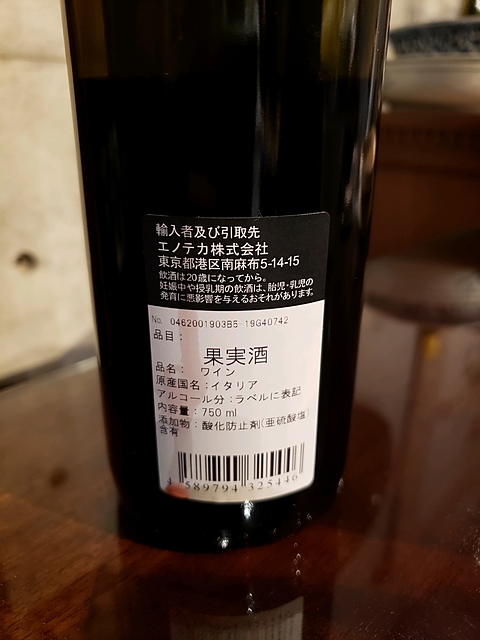 輸入者及び引取先
エノテカ株式会社
東京都港区南麻布5-14-15
飲酒は20歳になってから。
妊娠中や授乳期の飲酒は、胎児・乳児の
発育に悪影響を与えるおそれがあります。
No. 0462001903B5 19G40742
品目：
果実酒
品名： ワイン
原産国名：イタリア
アルコール分：ラベルに表記
内容量：750 ml
添加物：酸化防止剤(亜硫酸塩)
含有
4 589794 325446